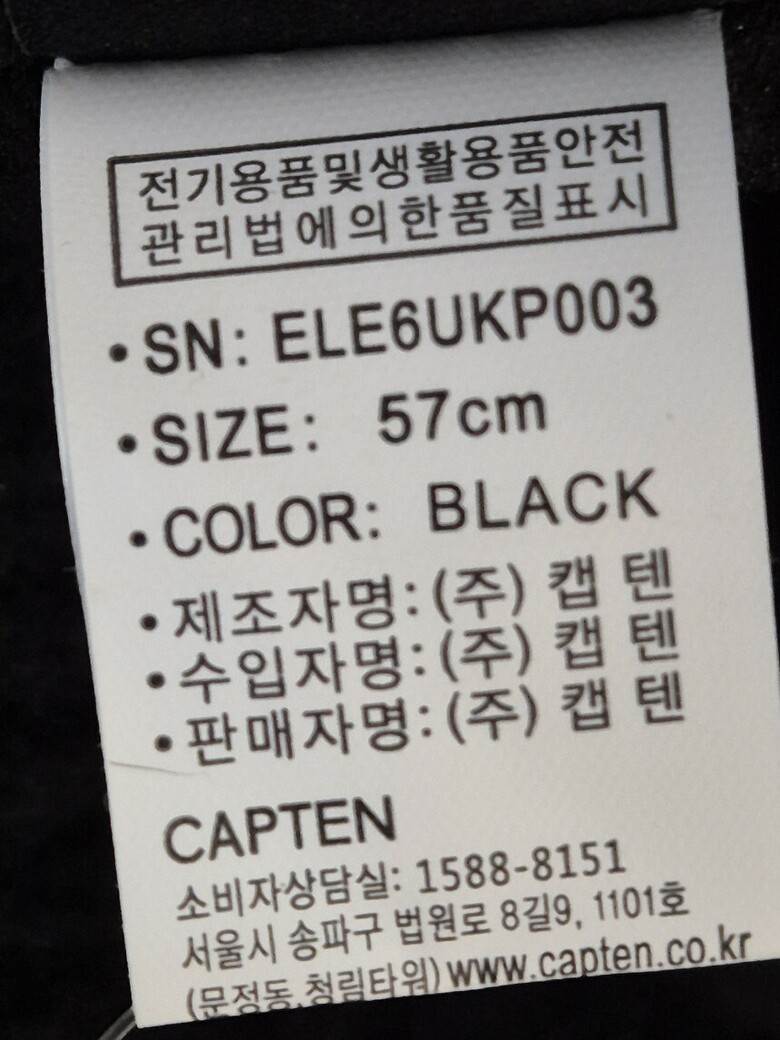 전기용품및생활용품안전
관리법에의한품질표시
•SN: ELE6UKP003
•SIZE: 57cm
•COLOR: BLACK
•제조자명:(주) 캡 텐
•수입자명:(주) 캡 텐
•판매자명:(주) 캡 텐
CAPTEN
소비자상담실: 1588-8151
서울시 송파구 법원로 8길9, 1101호
(문정동,청림타워)www.capten.co.kr